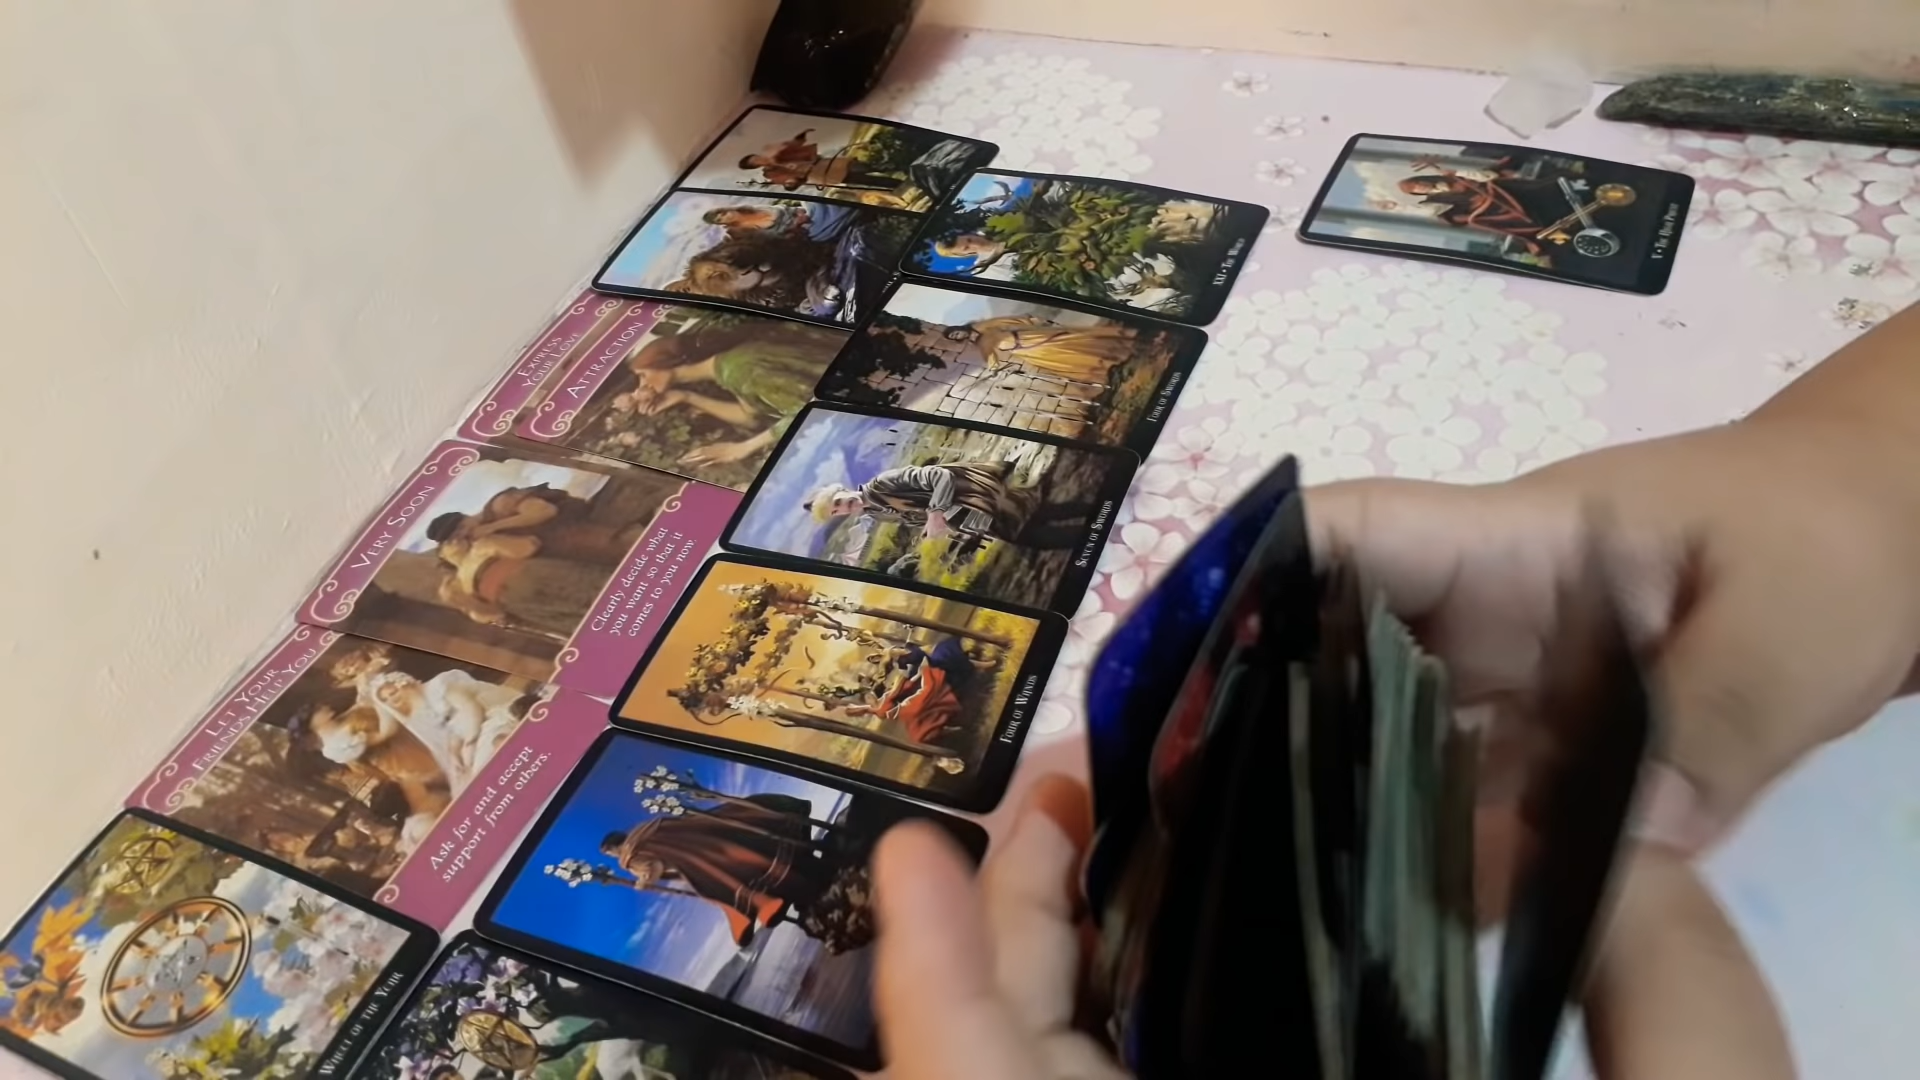 V • THE HIGH PRIEST
XXI • THE WORLD
EXPRESS
YOUR LOVE
ATTRACTION
FOUR OF SWORDS
VERY SOON
SEVEN OF SWORDS
Clearly decide what
you want so that it
comes to you now.
LET YOUR
FRIENDS HELP YOU
FOUR OF WANDS
Ask for and accept
support from others.
WHEEL OF THE YEAR